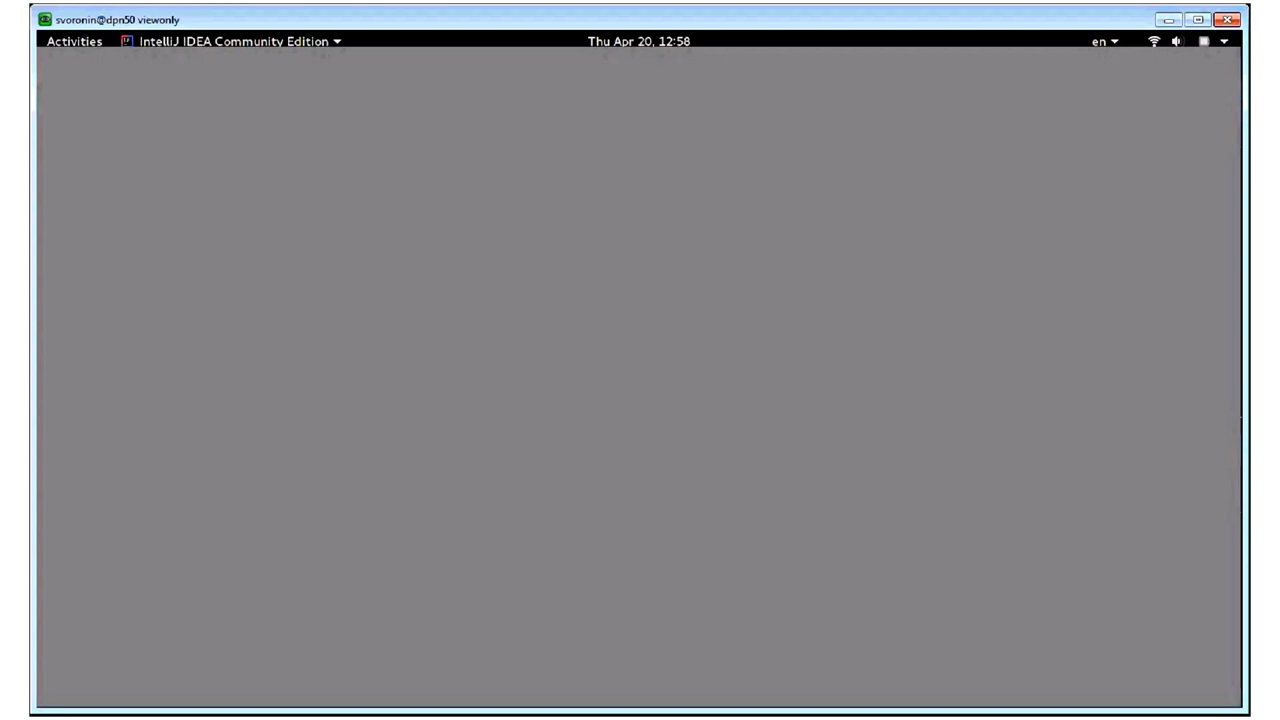 svoronin@dpn50 viewonly
Activities IntelliJ IDEA Community Edition Thu Apr 20, 12:58 en